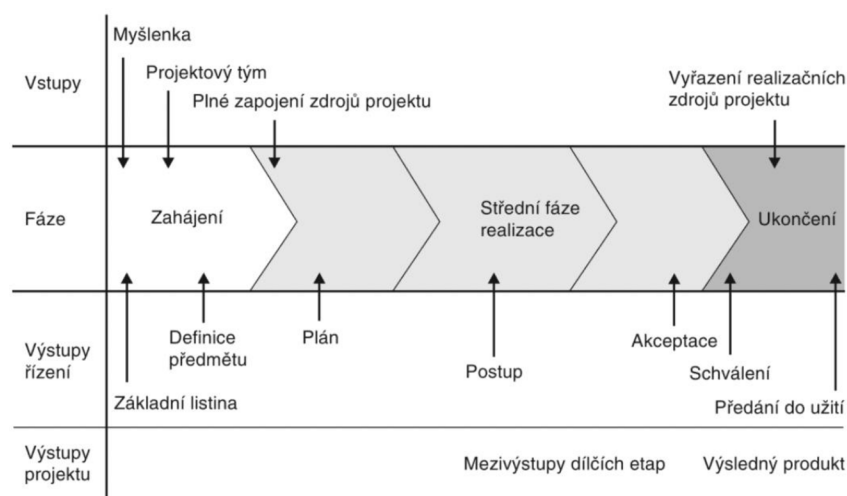 Myšlenka
Vstupy
Projektový tým
Plné zapojení zdrojů projektu
Vyřazení realizačních
zdrojů projektu
Fáze
Zahájení
Střední fáze
realizace
Ukončení
Výstupy
řízení
Základní listina
Definice
předmětu
Plán
Postup
Akceptace
Schválení
Předání do užití
Výstupy
projektu
Mezivýstupy dílčích etap
Výsledný produkt